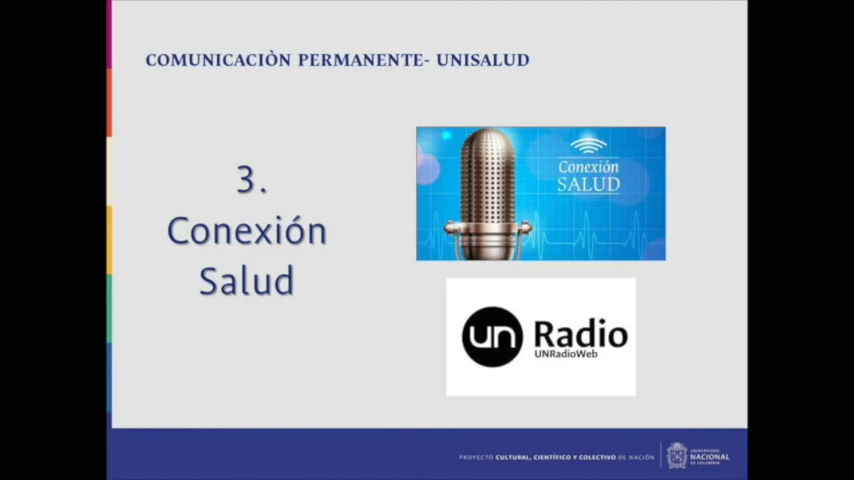 COMUNICACIÒN PERMANENTE- UNISALUD
3.
Conexión
Salud
Conexión
SALUD
un Radio
UNRadioWeb
PROYECTO CULTURAL, CIENTÍFICO Y COLECTIVO DE NACIÓN
UNIVERSIDAD
NACIONAL
DE COLOMBIA